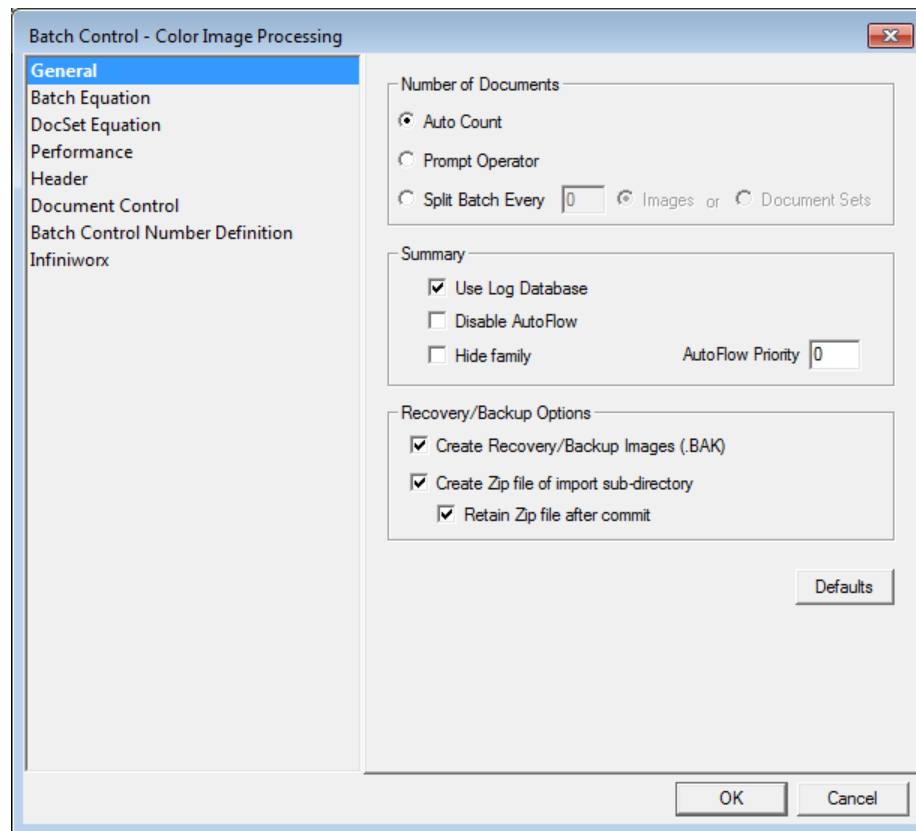 Batch Control - Color Image Processing
General
Batch Equation
DocSet Equation
Performance
Header
Document Control
Batch Control Number Definition
Infiniworx
Number of Documents
Auto Count
Prompt Operator
Split Batch Every 0 Images or Document Sets
Summary
Use Log Database
Disable AutoFlow
Hide family AutoFlow Priority 0
Recovery/Backup Options
Create Recovery/Backup Images (.BAK)
Create Zip file of import sub-directory
Retain Zip file after commit
Defaults
OK Cancel